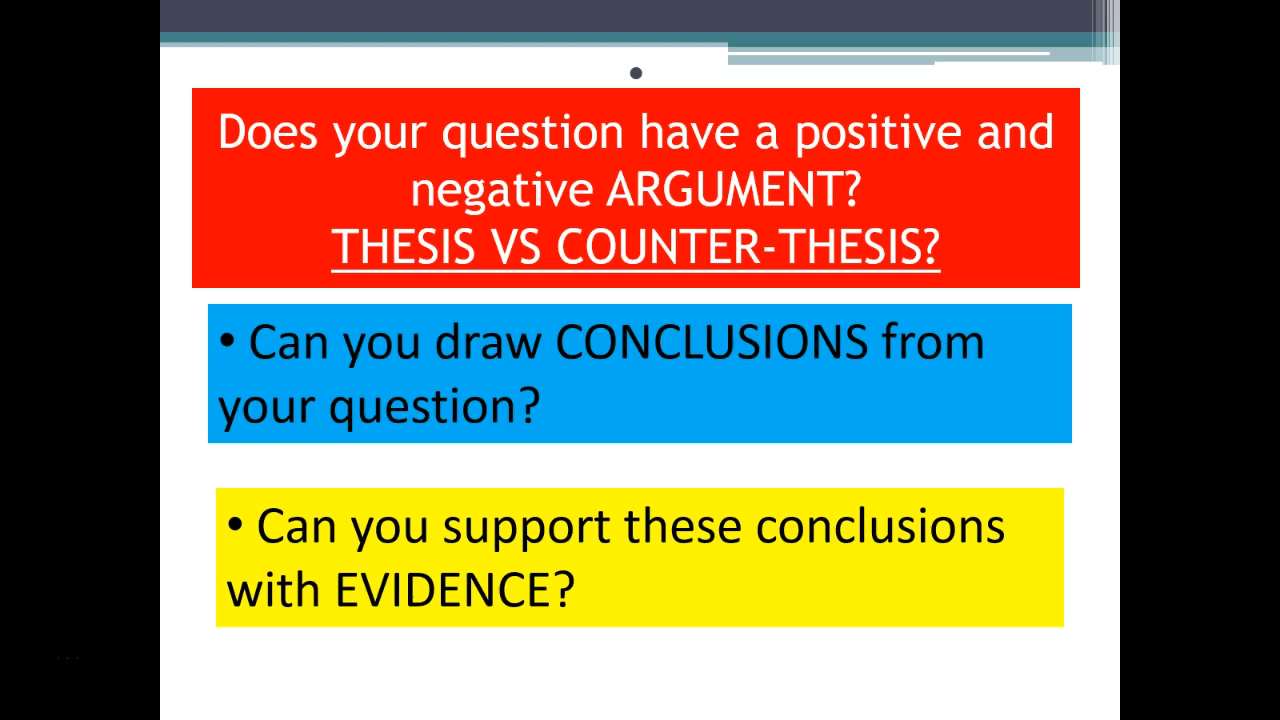 •
Does your question have a positive and
negative ARGUMENT?
THESIS VS COUNTER-THESIS?
• Can you draw CONCLUSIONS from
your question?
• Can you support these conclusions
with EVIDENCE?